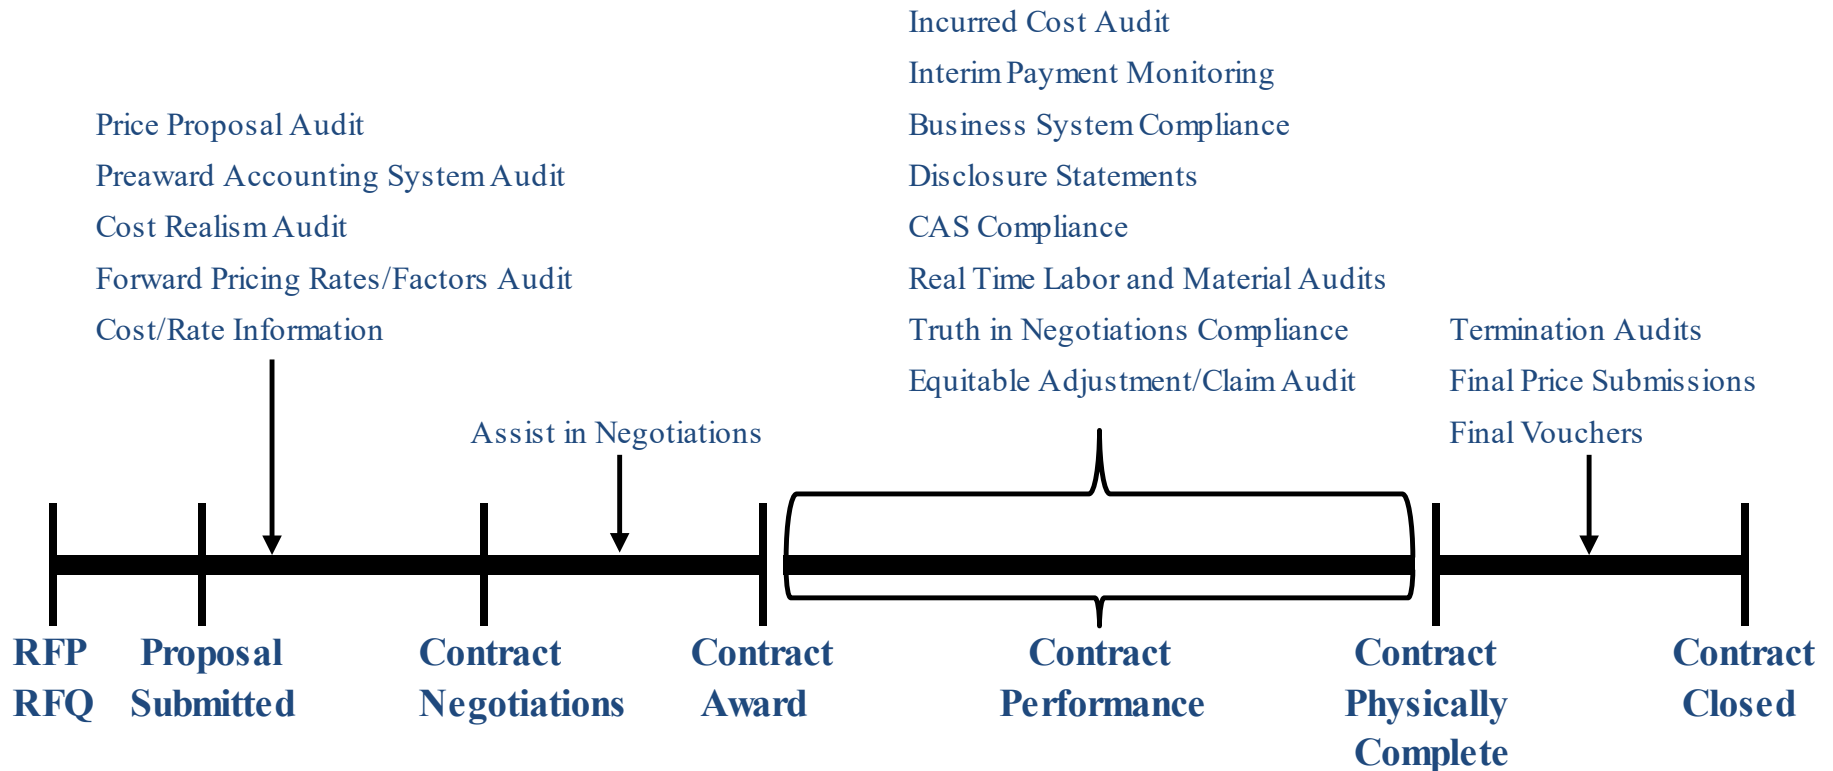 Price Proposal Audit
Preaward Accounting System Audit
Cost Realism Audit
Forward Pricing Rates/Factors Audit
Cost/Rate Information
Assist in Negotiations
Incurred Cost Audit
Interim Payment Monitoring
Business System Compliance
Disclosure Statements
CAS Compliance
Real Time Labor and Material Audits
Truth in Negotiations Compliance
Equitable Adjustment/Claim Audit
Termination Audits
Final Price Submissions
Final Vouchers
RFP
RFQ
Proposal
Submitted
Contract
Negotiations
Contract
Award
Contract
Performance
Contract
Physically
Complete
Contract
Closed